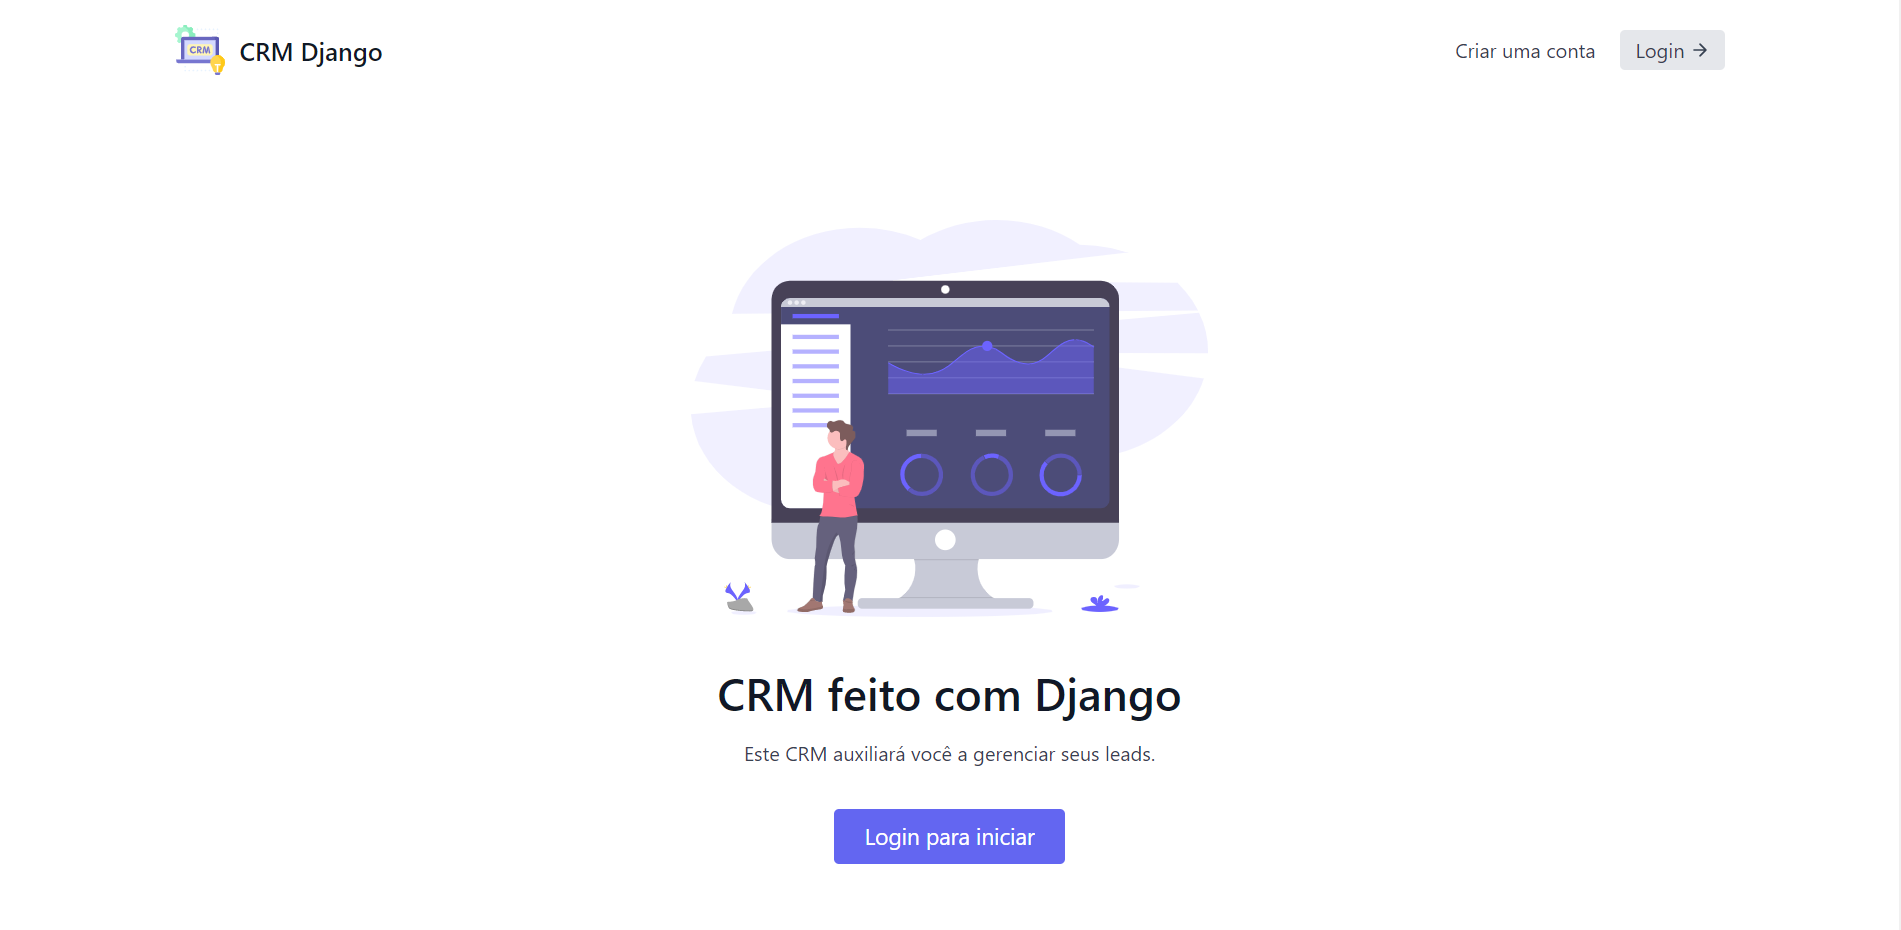 CRM
CRM Django
Criar uma conta
Login →
CRM feito com Django
Este CRM auxiliará você a gerenciar seus leads.
Login para iniciar